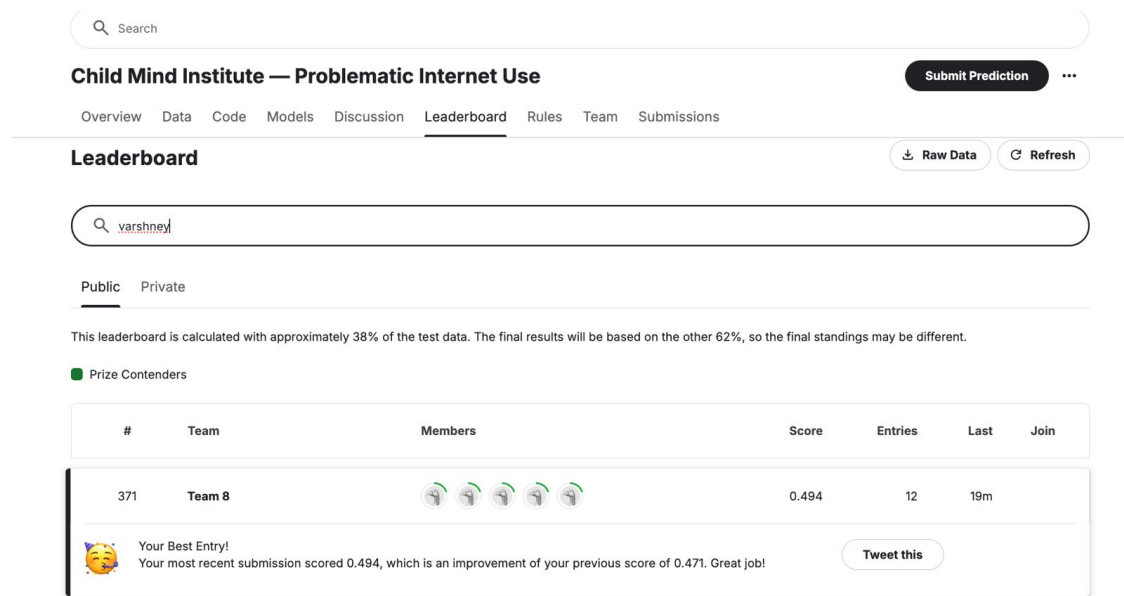 Search
Child Mind Institute — Problematic Internet Use
Submit Prediction
Overview Data Code Models Discussion Leaderboard Rules Team Submissions
Leaderboard
Raw Data Refresh
varshney
Public Private
This leaderboard is calculated with approximately 38% of the test data. The final results will be based on the other 62%, so the final standings may be different.
Prize Contenders
# Team Members Score Entries Last Join
371 Team 8 0.494 12 19m
Your Best Entry!
Your most recent submission scored 0.494, which is an improvement of your previous score of 0.471. Great job!
Tweet this